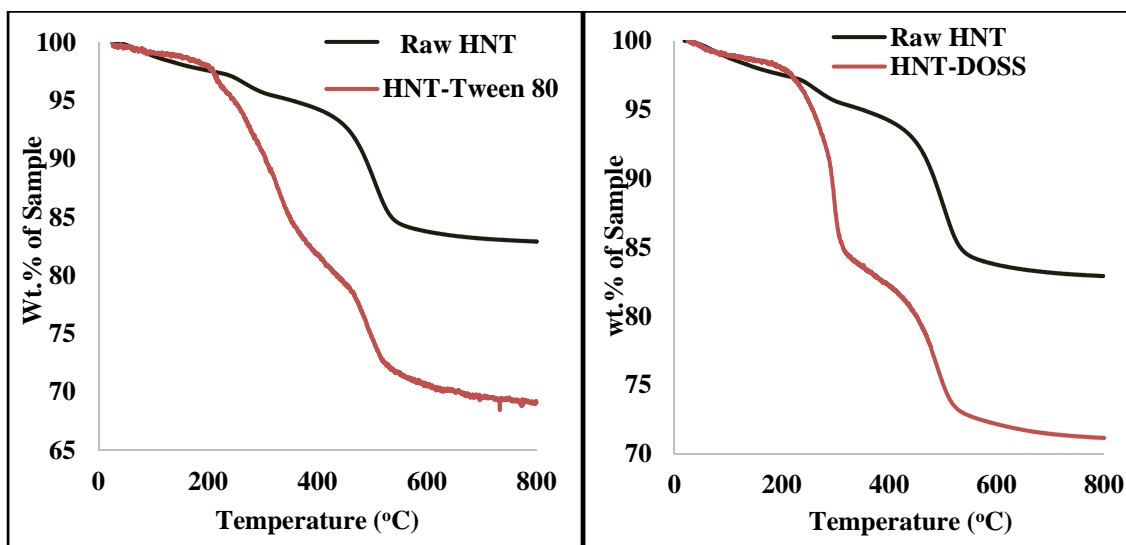 Raw HNT
HNT-Tween 80
Wt.% of Sample
100
95
90
85
80
75
70
65
0 200 400 600 800
Temperature (ºC)
Raw HNT
HNT-DOSS
wt.% of Sample
100
95
90
85
80
75
70
0 200 400 600 800
Temperature (ºC)